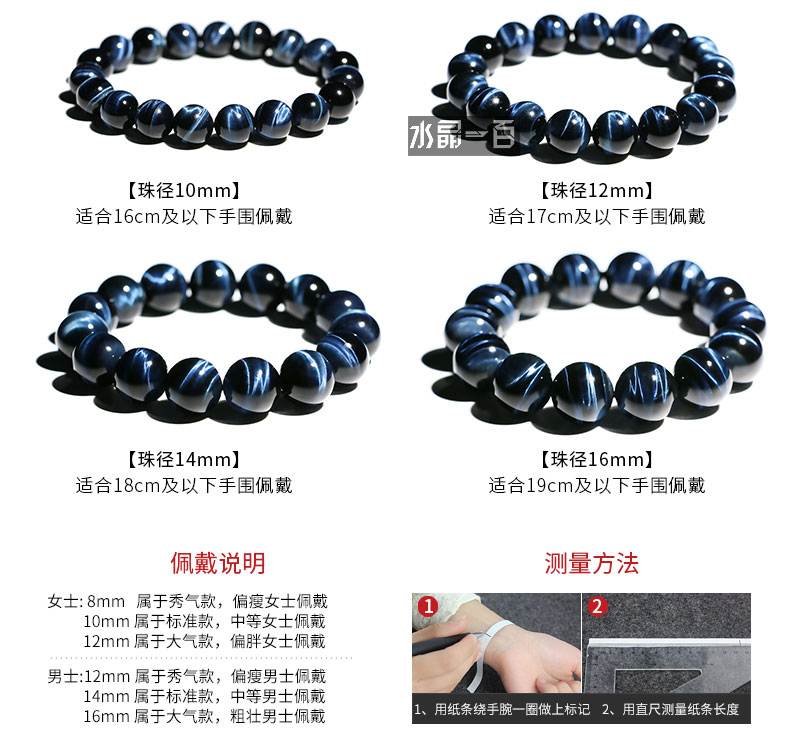 水晶一百
【珠径10mm】
适合16cm及以下手围佩戴
【珠径12mm】
适合17cm及以下手围佩戴
【珠径14mm】
适合18cm及以下手围佩戴
【珠径16mm】
适合19cm及以下手围佩戴
佩戴说明
女士: 8mm 属于秀气款，偏瘦女士佩戴
10mm 属于标准款，中等女士佩戴
12mm 属于大气款，偏胖女士佩戴
男士:12mm 属于秀气款，偏瘦男士佩戴
14mm 属于标准款，中等男士佩戴
16mm 属于大气款，粗壮男士佩戴
测量方法
1
1、用纸条绕手腕一圈做上标记
2
2、用直尺测量纸条长度